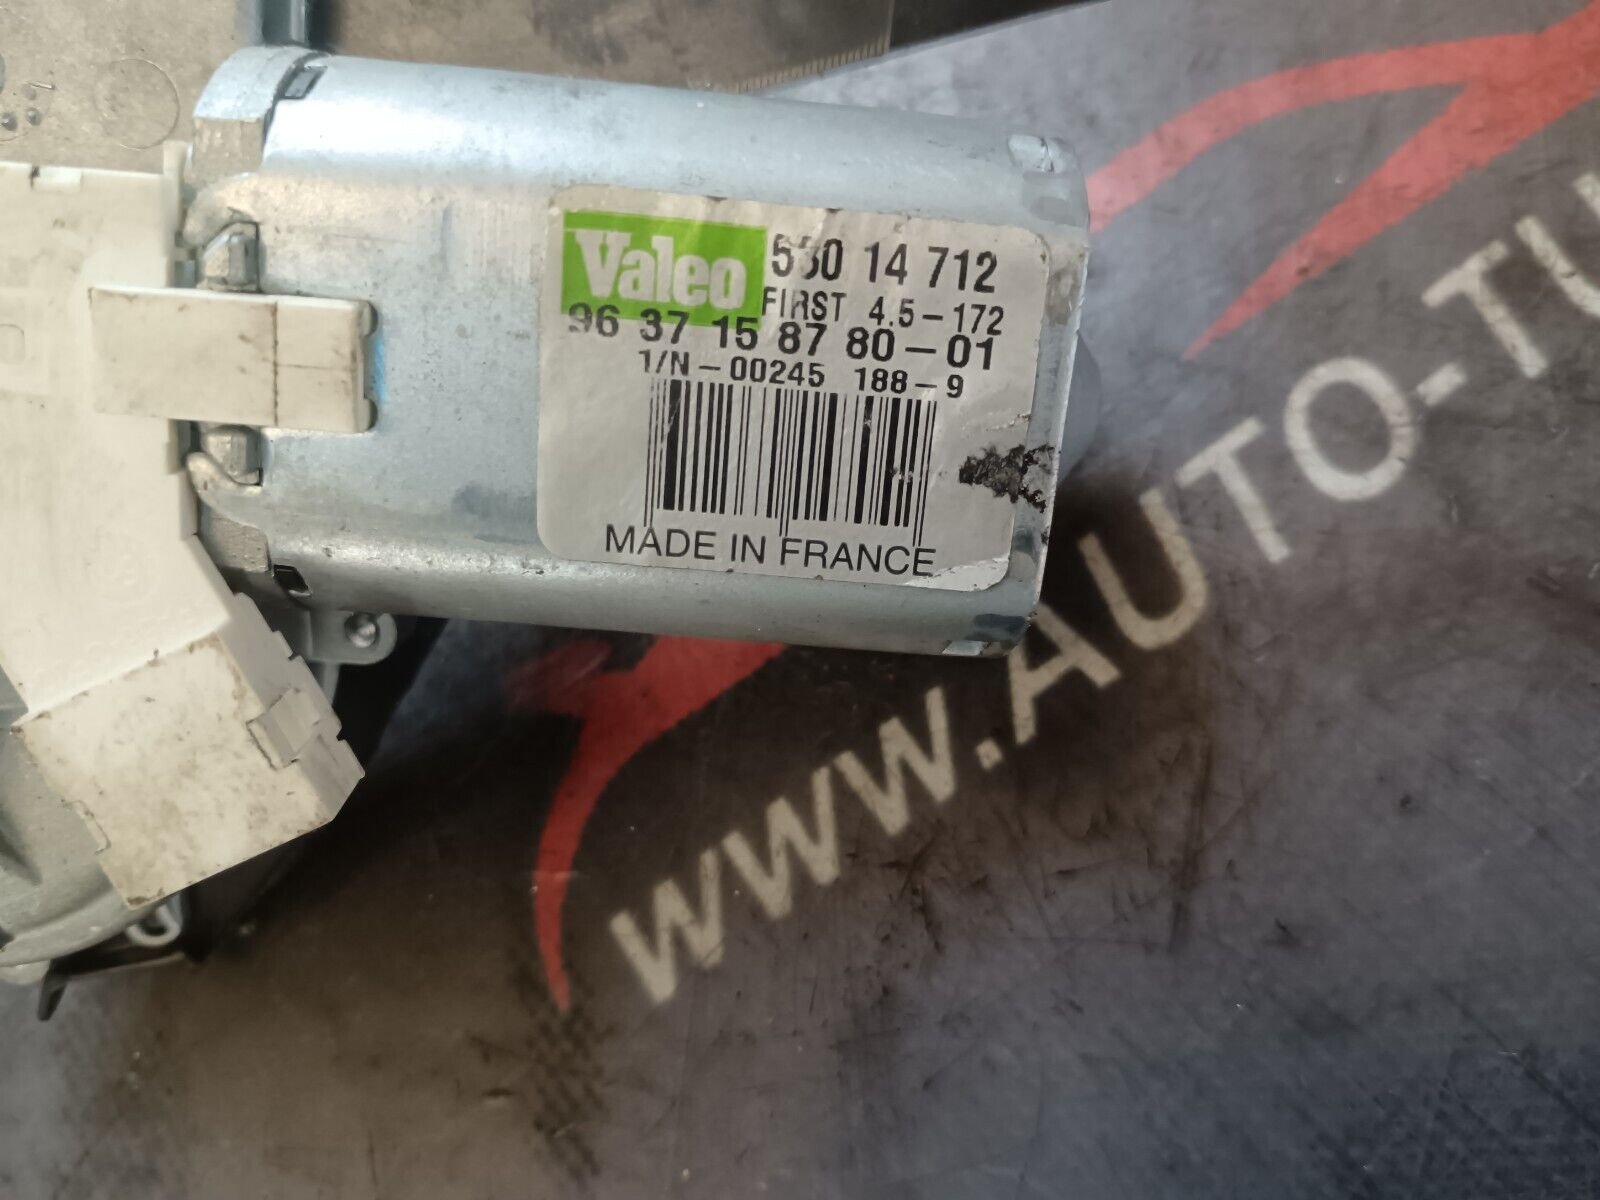 Valeo
530 14 712
FIRST 4.5-172
96 37 15 87 80-01
1/N-00245 188-9
MADE IN FRANCE
WWW.AUTO-TU